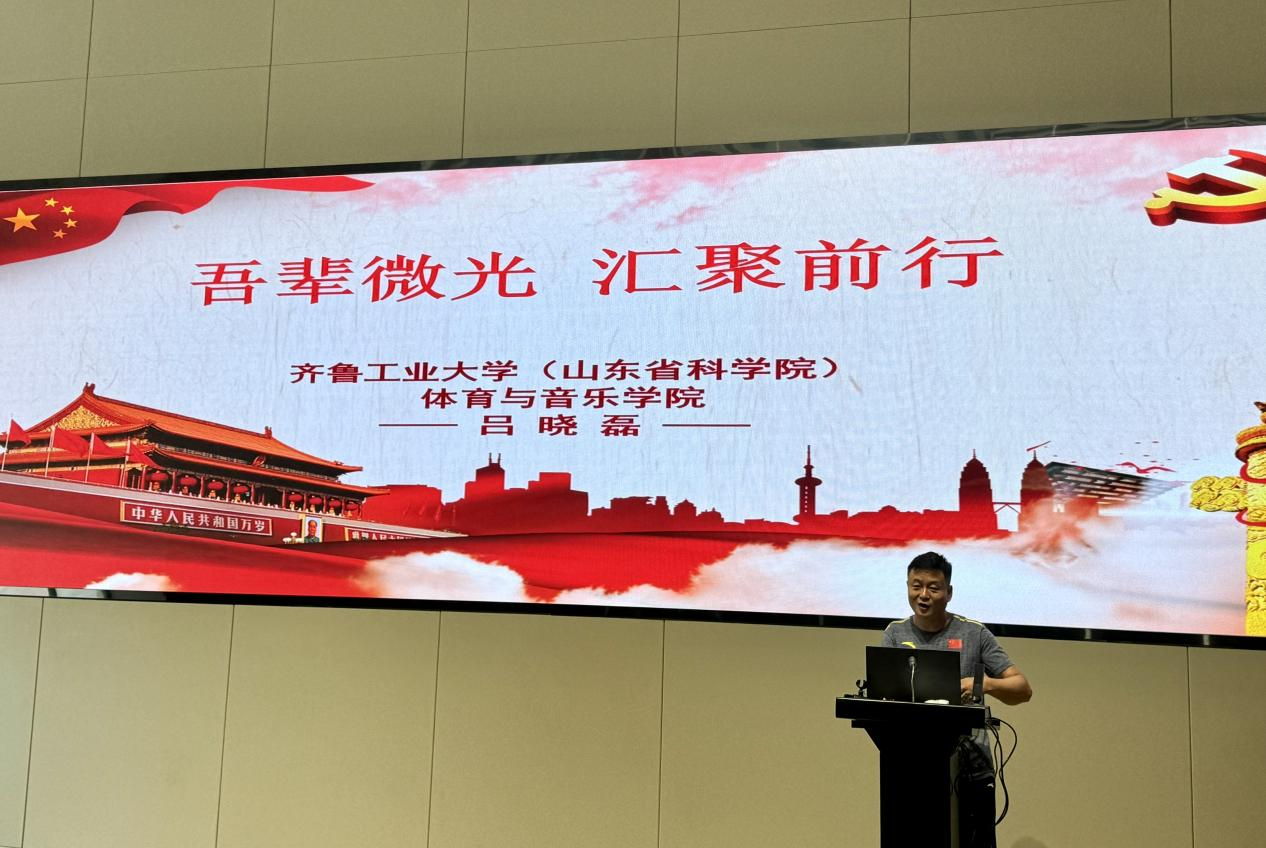 吾辈微光 汇聚前行
齐鲁工业大学（山东省科学院）
体育与音乐学院
吕晓磊
中华人民共和国万岁